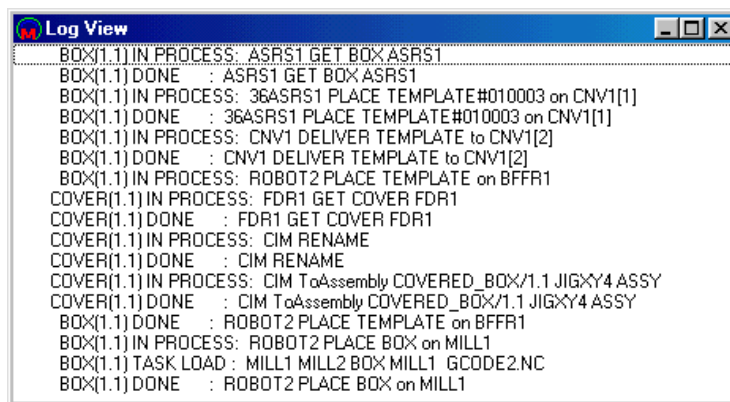 Log View
BOX(1.1) IN PROCESS: ASRS1 GET BOX ASRS1
BOX(1.1) DONE : ASRS1 GET BOX ASRS1
BOX(1.1) IN PROCESS: 36ASRS1 PLACE TEMPLATE#010003 on CNV1[1]
BOX(1.1) DONE : 36ASRS1 PLACE TEMPLATE#010003 on CNV1[1]
BOX(1.1) IN PROCESS: CNV1 DELIVER TEMPLATE to CNV1[2]
BOX(1.1) DONE : CNV1 DELIVER TEMPLATE to CNV1[2]
BOX(1.1) IN PROCESS: ROBOT2 PLACE TEMPLATE on BFFR1
COVER(1.1) IN PROCESS: FDR1 GET COVER FDR1
COVER(1.1) DONE : FDR1 GET COVER FDR1
COVER(1.1) IN PROCESS: CIM RENAME
COVER(1.1) DONE : CIM RENAME
COVER(1.1) IN PROCESS: CIM ToAssembly COVERED_BOX/1.1 JIGXY4 ASSY
COVER(1.1) DONE : CIM ToAssembly COVERED_BOX/1.1 JIGXY4 ASSY
BOX(1.1) DONE : ROBOT2 PLACE TEMPLATE on BFFR1
BOX(1.1) IN PROCESS: ROBOT2 PLACE BOX on MILL1
BOX(1.1) TASK LOAD : MILL1 MILL2 BOX MILL1 GCODE2.NC
BOX(1.1) DONE : ROBOT2 PLACE BOX on MILL1